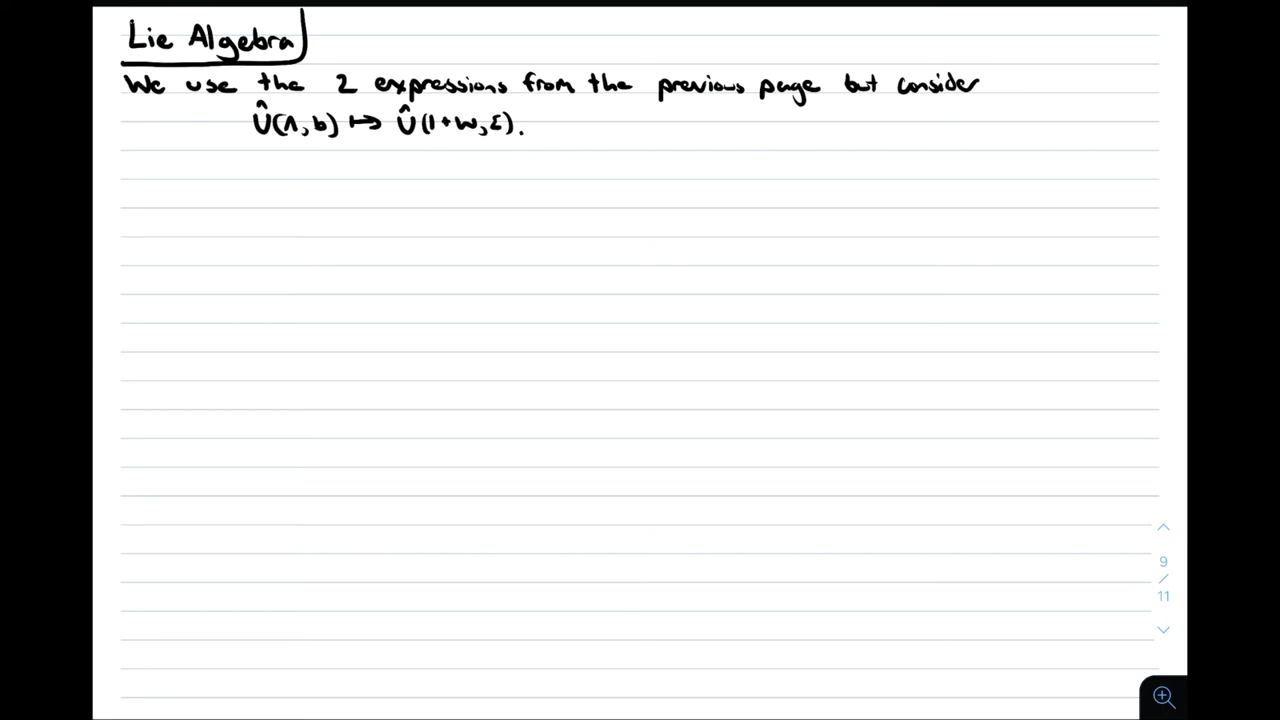 Lie Algebra
We use the 2 expressions from the previous page but consider
Û(Λ, b) ↦ Û(1+ω, ε).
9
/
11